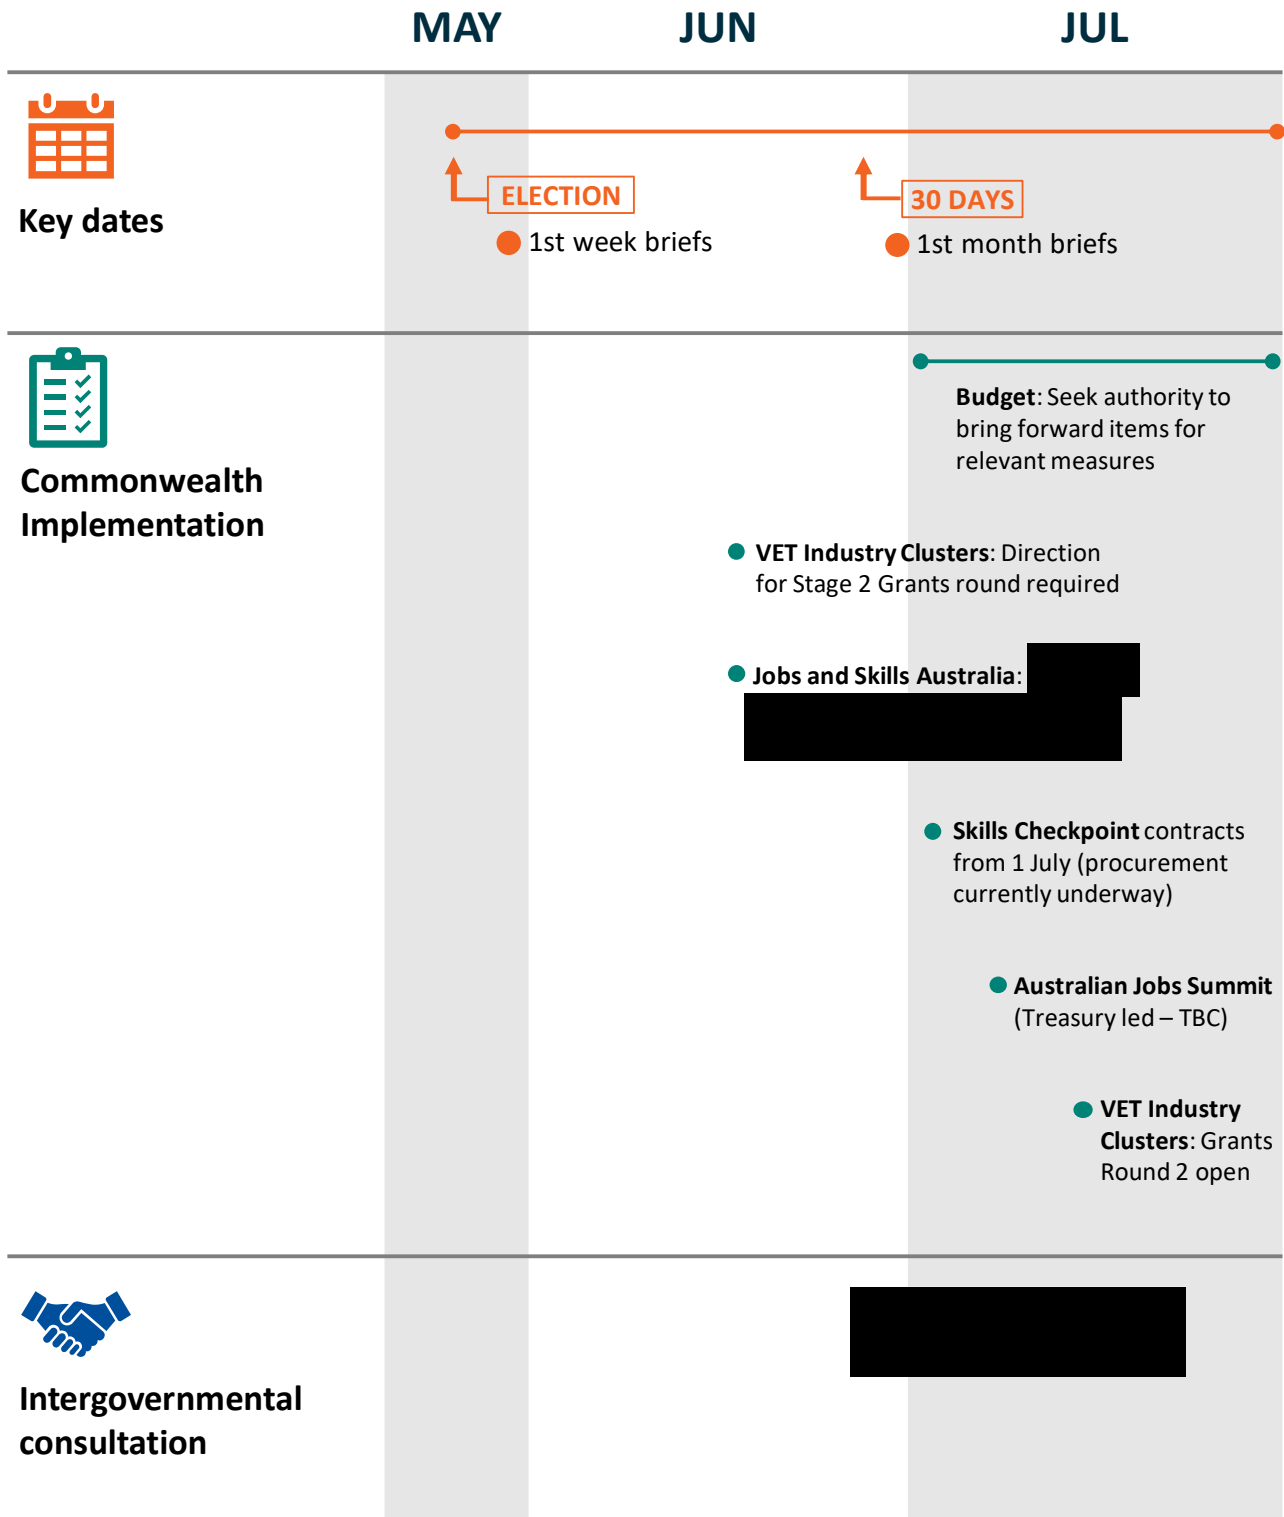 MAY JUN JUL
Key dates
ELECTION
1st week briefs
30 DAYS
1st month briefs
Commonwealth
Implementation
Budget: Seek authority to
bring forward items for
relevant measures
VET Industry Clusters: Direction
for Stage 2 Grants round required
Jobs and Skills Australia:
Skills Checkpoint contracts
from 1 July (procurement
currently underway)
Australian Jobs Summit
(Treasury led – TBC)
VET Industry
Clusters: Grants
Round 2 open
Intergovernmental
consultation